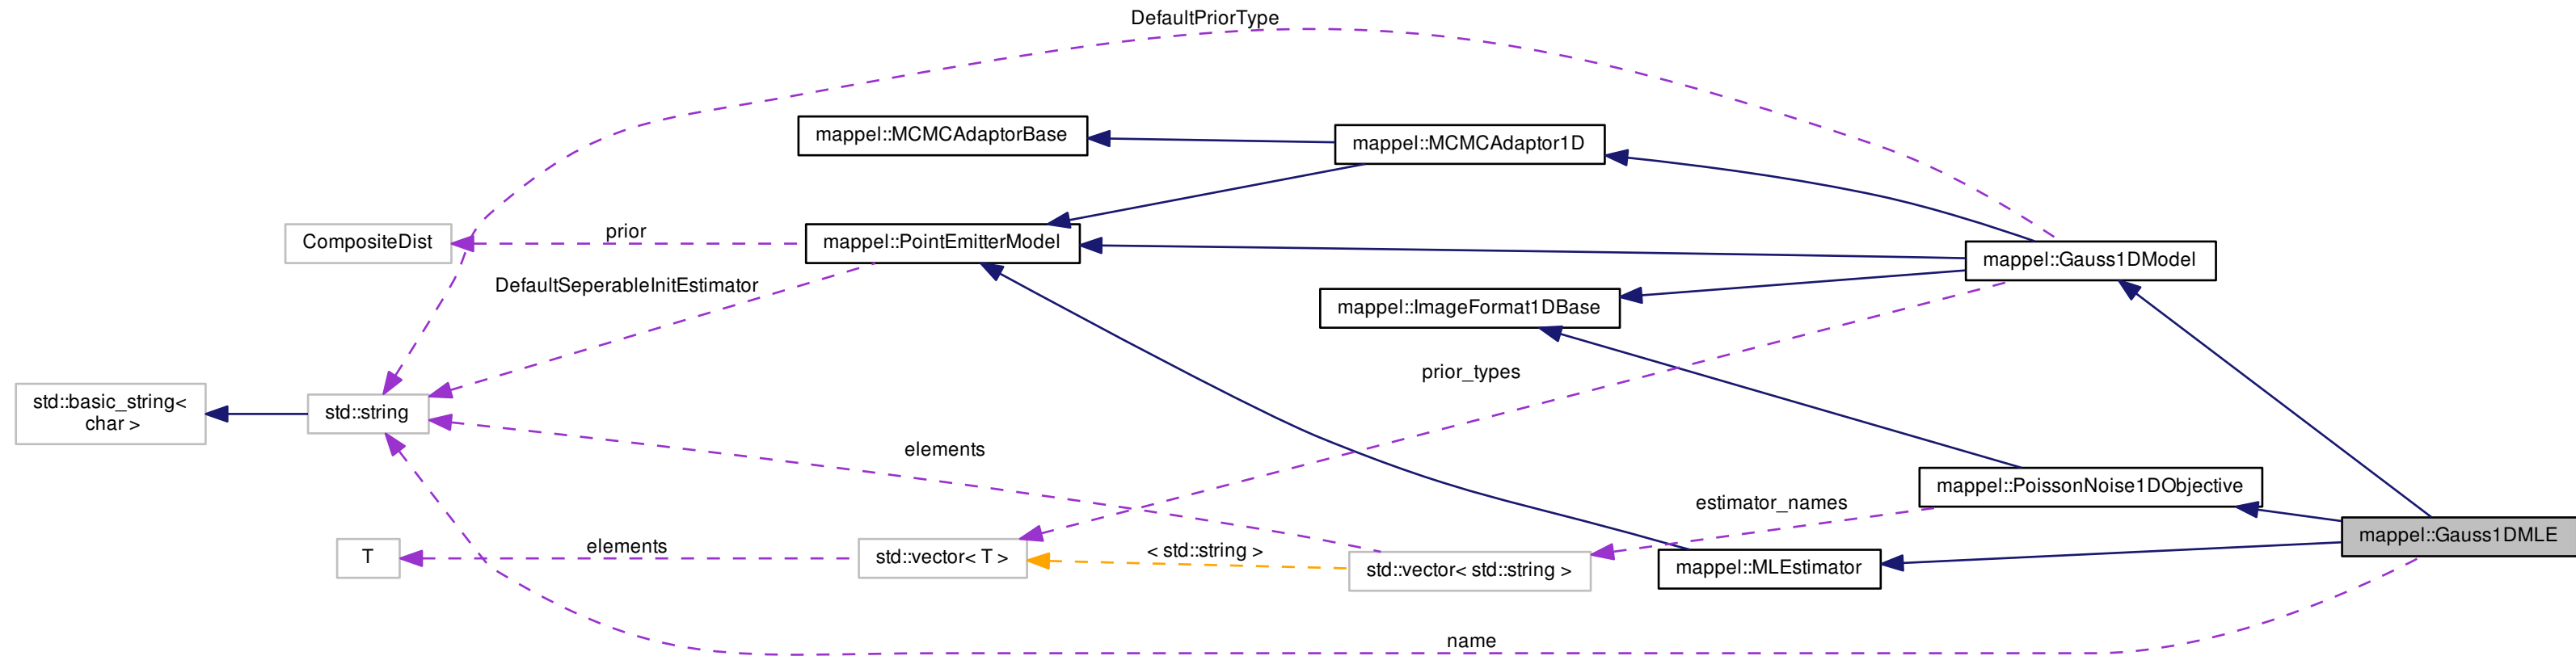 DefaultPriorType
mappel::MCMCAdaptorBase
mappel::MCMCAdaptor1D
CompositeDist
prior
mappel::PointEmitterModel
mappel::Gauss1DModel
DefaultSeperableInitEstimator
mappel::ImageFormat1DBase
prior_types
std::basic_string<
char >
std::string
elements
mappel::PoissonNoise1DObjective
estimator_names
mappel::Gauss1DMLE
T
elements
std::vector< T >
< std::string >
std::vector< std::string >
mappel::MLEstimator
name